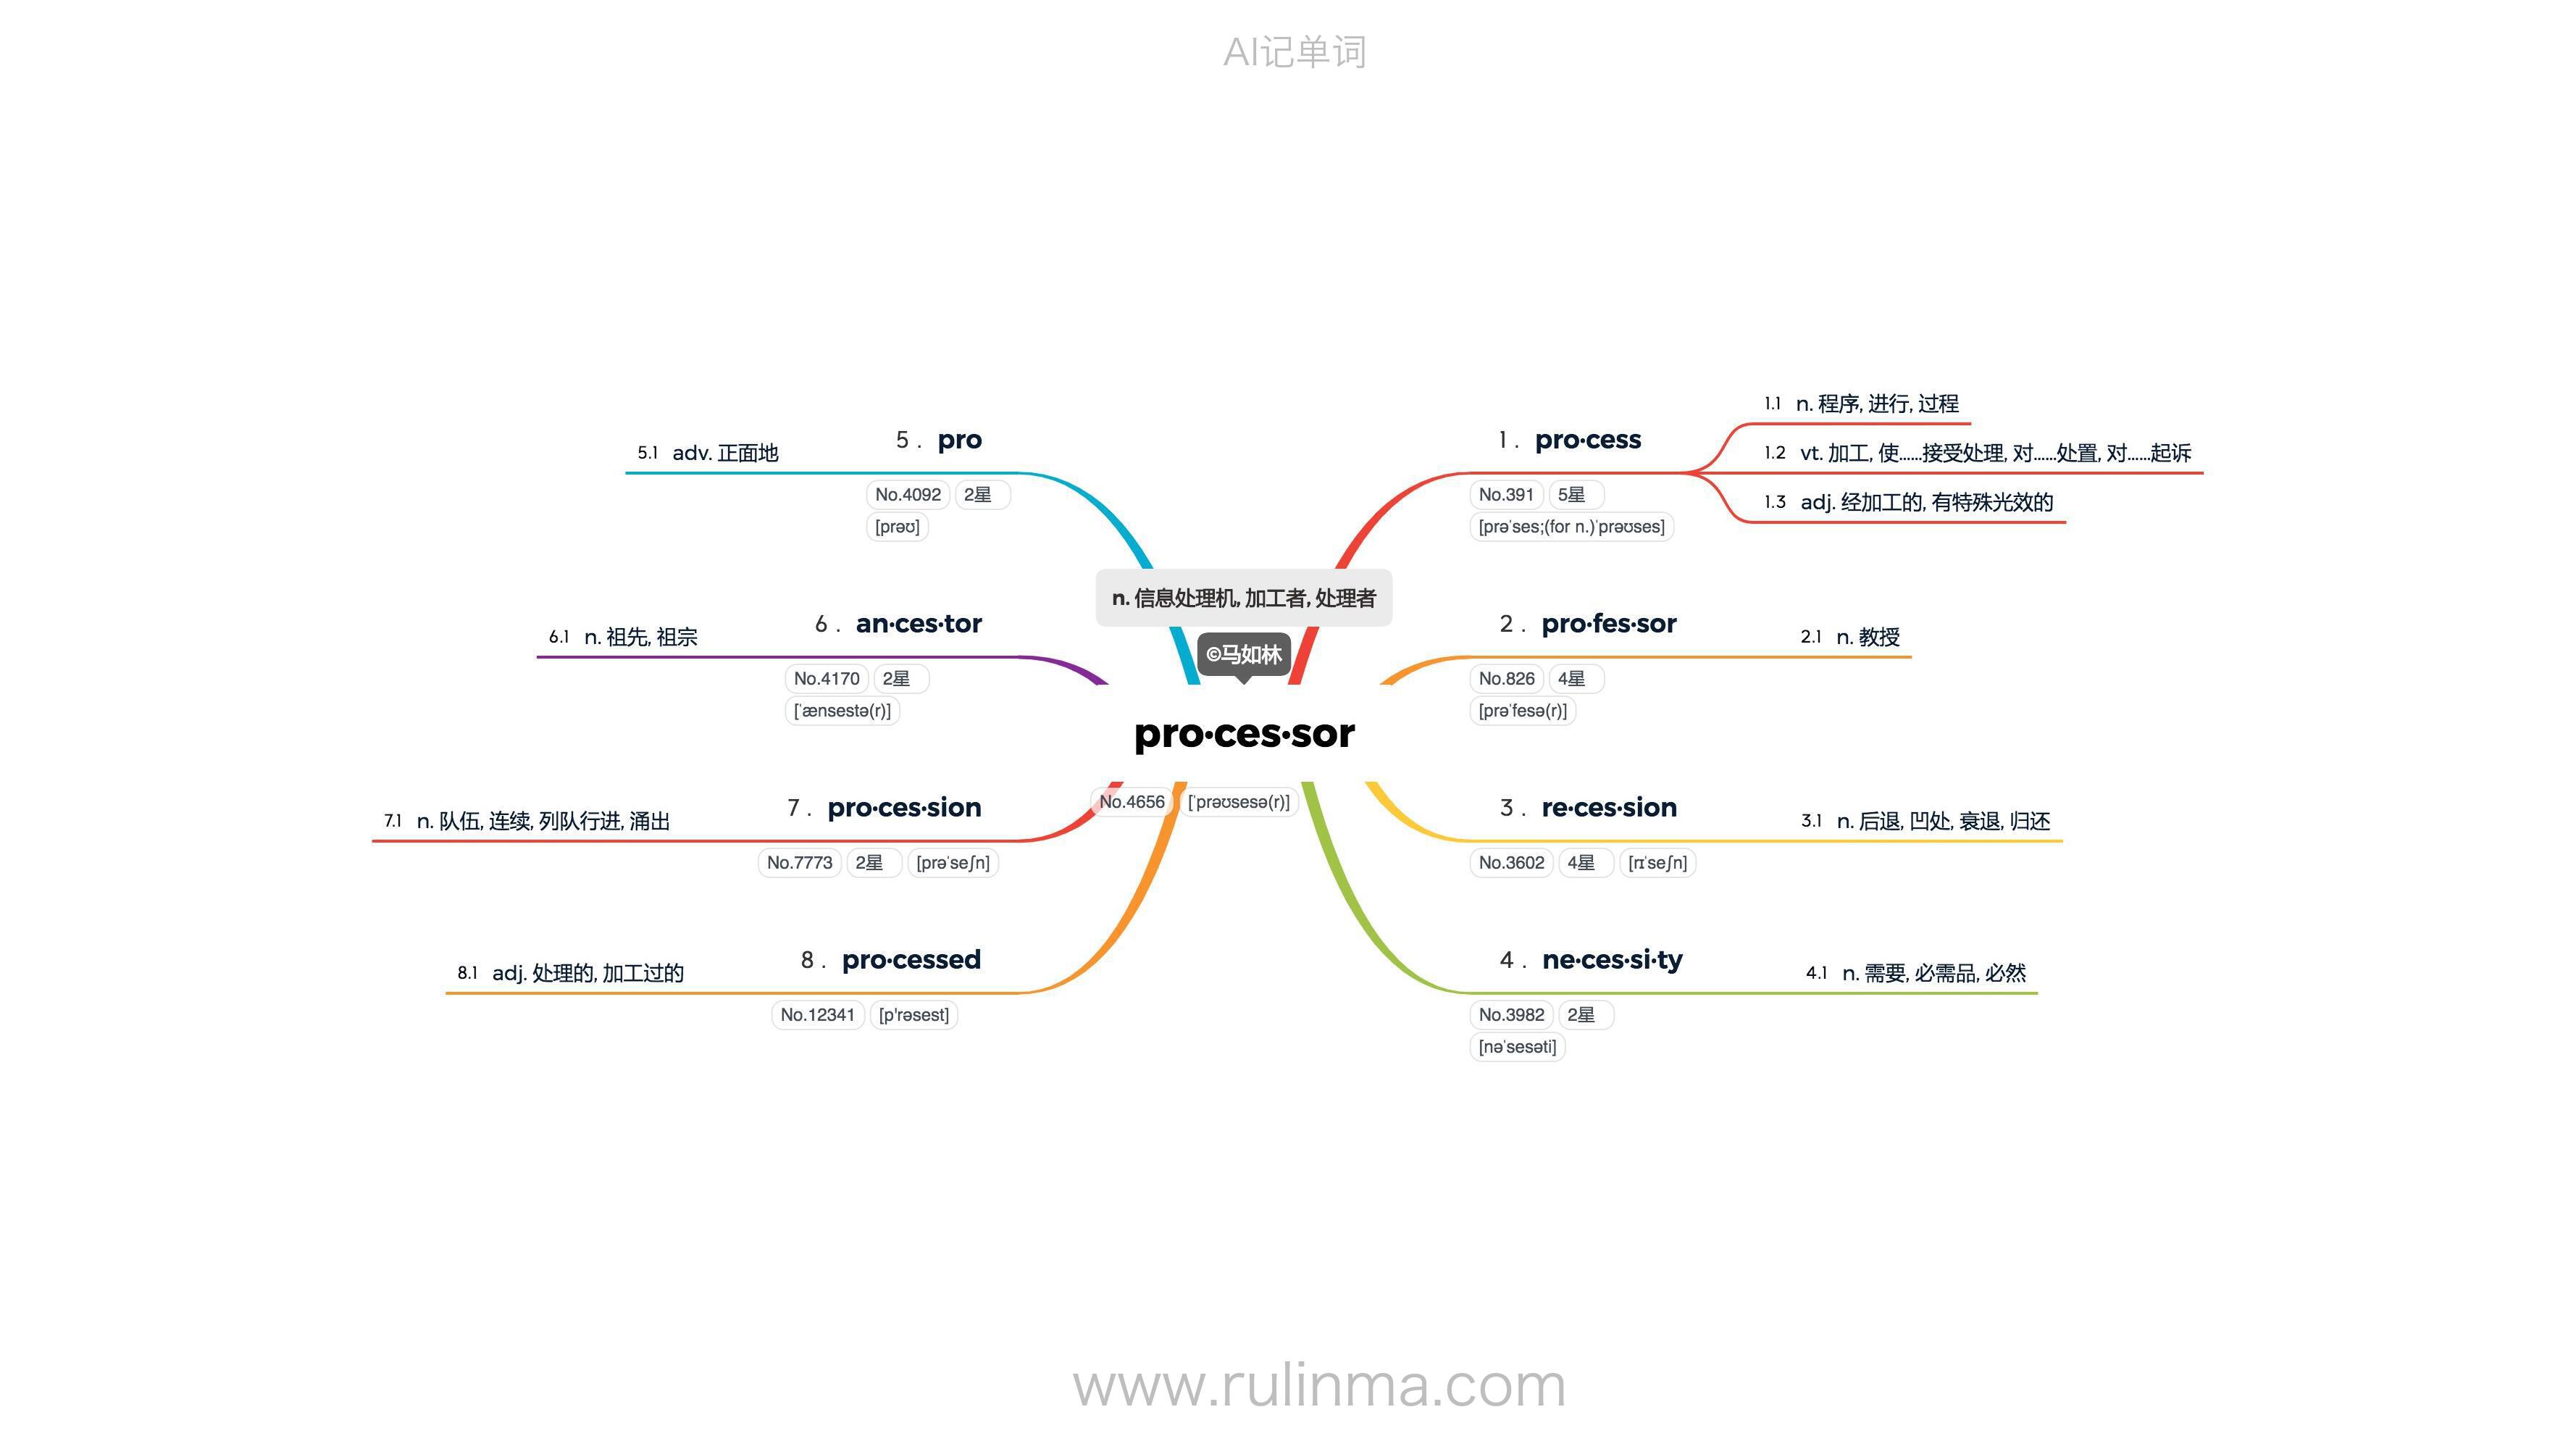 AI记单词
n. 信息处理机, 加工者, 处理者
©马如林
pro·ces·sor
No.4656 [ˈprəʊsesə(r)]
1 . pro·cess
No.391 5星
[prəˈses;(for n.)ˈprəʊses]
1.1 n. 程序, 进行, 过程
1.2 vt. 加工, 使......接受处理, 对......处置, 对......起诉
1.3 adj. 经加工的, 有特殊光效的
2 . pro·fes·sor
No.826 4星
[prəˈfesə(r)]
2.1 n. 教授
3 . re·ces·sion
No.3602 4星 [rɪˈseʃn]
3.1 n. 后退, 凹处, 衰退, 归还
4 . ne·ces·si·ty
No.3982 2星
[nəˈsesəti]
4.1 n. 需要, 必需品, 必然
5 . pro
No.4092 2星
[prəʊ]
5.1 adv. 正面地
6 . an·ces·tor
No.4170 2星
[ˈænsestə(r)]
6.1 n. 祖先, 祖宗
7 . pro·ces·sion
No.7773 2星 [prəˈseʃn]
7.1 n. 队伍, 连续, 列队行进, 涌出
8 . pro·cessed
No.12341 [p'rəsest]
8.1 adj. 处理的, 加工过的
www.rulinma.com